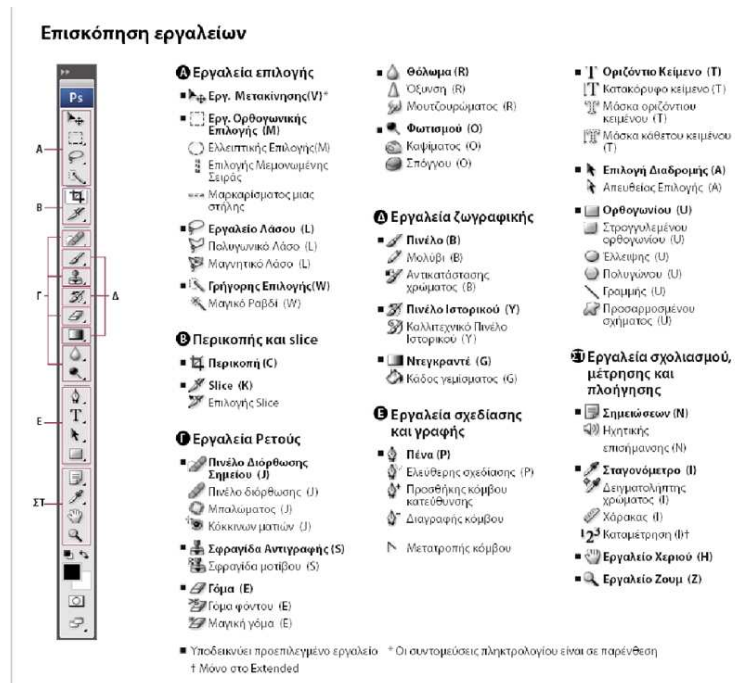 Επισκόπηση εργαλείων
Ps
A
B
Γ
Δ
E
ΣΤ
Α Εργαλεία επιλογής
■ Εργ. Μετακίνησης(V)*
■ Εργ. Ορθογωνικής
Επιλογής (M)
Ελλειπτικής Επιλογής(M)
Επιλογής Μεμονωμένης
Σειράς
Μαρκαρίσματος μιας
στήλης
■ Εργαλείο Λάσου (L)
Πολυγωνικό Λάσο (L)
Μαγνητικό Λάσο (L)
■ Γρήγορης Επιλογής(W)
Μαγικό Ραβδί (W)
Β Περικοπής και slice
■ Περικοπή (C)
■ Slice (K)
Επιλογής Slice
Γ Εργαλεία Ρετούς
■ Πινέλο Διόρθωσης
Σημείου (J)
Πινέλο διόρθωσης (J)
Μπαλώματος (J)
Κόκκινων ματιών (J)
■ Σφραγίδα Αντιγραφής (S)
Σφραγίδα μοτίβου (S)
■ Γόμα (E)
Γόμα φόντου (E)
Μαγική γόμα (E)
■ Θόλωμα (R)
Όξυνση (R)
Μουτζουρώματος (R)
■ Φωτισμού (O)
Καψίματος (O)
Σπόγγου (O)
Δ Εργαλεία ζωγραφικής
■ Πινέλο (B)
Μολύβι (B)
Αντικατάστασης
χρώματος (B)
■ Πινέλο Ιστορικού (Y)
Καλλιτεχνικό Πινέλο
Ιστορικού (Y)
■ Ντεγκραντέ (G)
Κάδος γεμίσματος (G)
Ε Εργαλεία σχεδίασης
και γραφής
■ Πένα (P)
Ελεύθερης σχεδίασης (P)
Προσθήκης κόμβου
κατεύθυνσης
Διαγραφής κόμβου
Μετατροπής κόμβου
■ Οριζόντιο Κείμενο (T)
Κατακόρυφο κείμενο (T)
Μάσκα οριζόντιου
κειμένου (T)
Μάσκα κάθετου κειμένου
(T)
■ Επιλογή Διαδρομής (A)
Απευθείας Επιλογής (A)
■ Ορθογωνίου (U)
Στρογγυλεμένου
ορθογωνίου (U)
Έλλειψης (U)
Πολυγώνου (U)
Γραμμής (U)
Προσαρμοσμένου
σχήματος (U)
ΣΤ Εργαλεία σχολιασμού,
μέτρησης και
πλοήγησης
■ Σημειώσεων (N)
Ηχητικής
επισήμανσης (N)
■ Σταγονόμετρο (I)
Δειγματολήπτης
χρώματος (I)
Χάρακας (I)
Καταμέτρηση (I)†
■ Εργαλείο Χεριού (H)
■ Εργαλείο Ζουμ (Z)
■ Υποδεικνύει προεπιλεγμένο εργαλείο * Οι συντομεύσεις πληκτρολογίου είναι σε παρένθεση
† Μόνο στο Extended